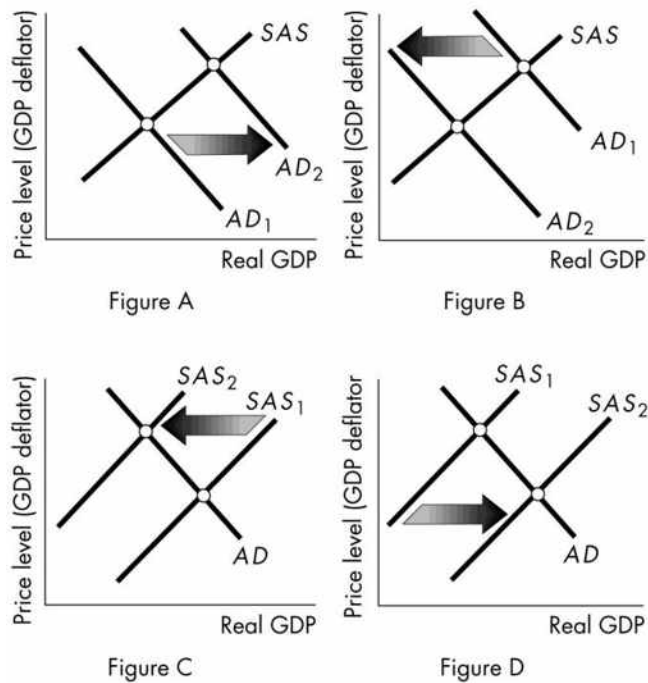 Price level (GDP deflator)
SAS
AD₂
AD₁
Real GDP
Figure A
Price level (GDP deflator
SAS
AD₁
AD₂
Real GDP
Figure B
Price level (GDP deflator)
SAS₂
SAS₁
AD
Real GDP
Figure C
Price level (GDP deflator
SAS₁
SAS₂
AD
Real GDP
Figure D